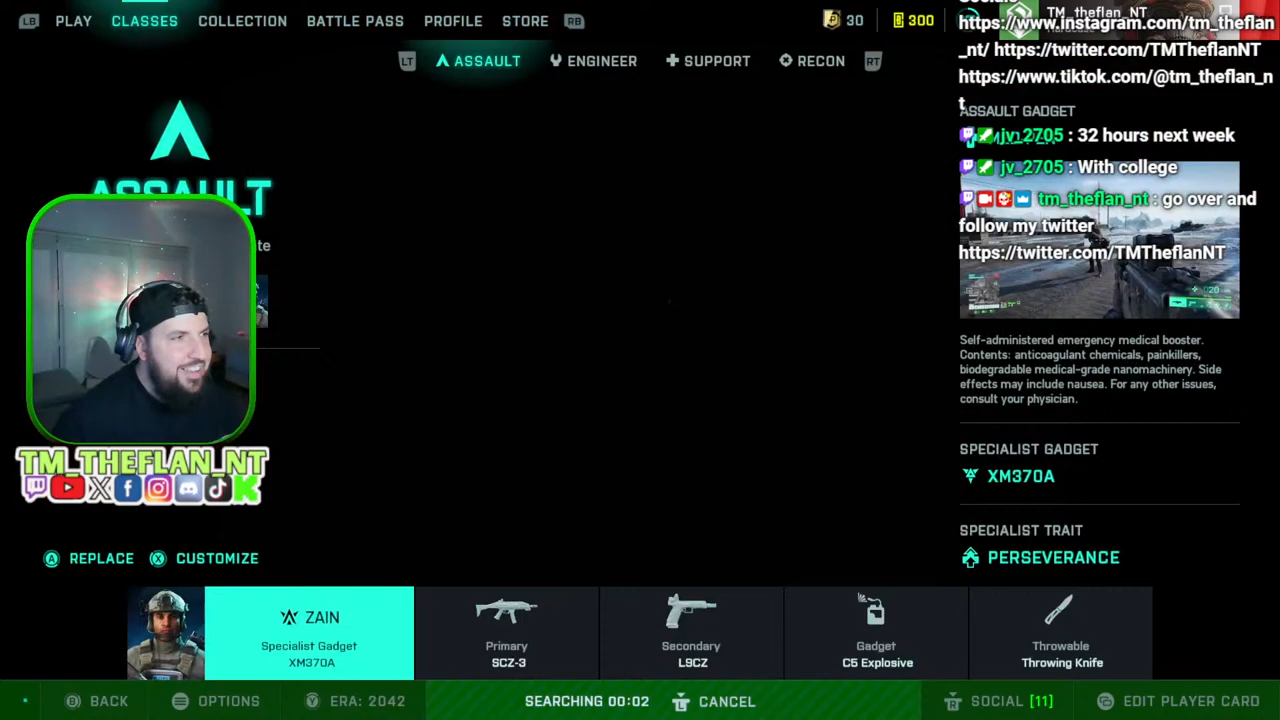 LB PLAY CLASSES COLLECTION BATTLE PASS PROFILE STORE RB
30 300
TM_theflan_NT
https://www.instagram.com/tm_theflan
_nt/ https://twitter.com/TMTheflanNT
https://www.tiktok.com/@tm_theflan_n
t
LT ASSAULT ENGINEER SUPPORT RECON RT
ASSAULT
ASSAULT GADGET
jv_2705 : 32 hours next week
jv_2705 : With college
tm_theflan_nt : go over and
follow my twitter
https://twitter.com/TMTheflanNT
Self-administered emergency medical booster.
Contents: anticoagulant chemicals, painkillers,
biodegradable medical-grade nanomachinery. Side
effects may include nausea. For any other issues,
consult your physician.
SPECIALIST GADGET
XM370A
SPECIALIST TRAIT
PERSEVERANCE
TM_THEFLAN_NT
A REPLACE X CUSTOMIZE
ZAIN
Specialist Gadget
XM370A
Primary
SCZ-3
Secondary
L9CZ
Gadget
C5 Explosive
Throwable
Throwing Knife
B BACK OPTIONS Y ERA: 2042 SEARCHING 00:02 L CANCEL R SOCIAL [11] EDIT PLAYER CARD